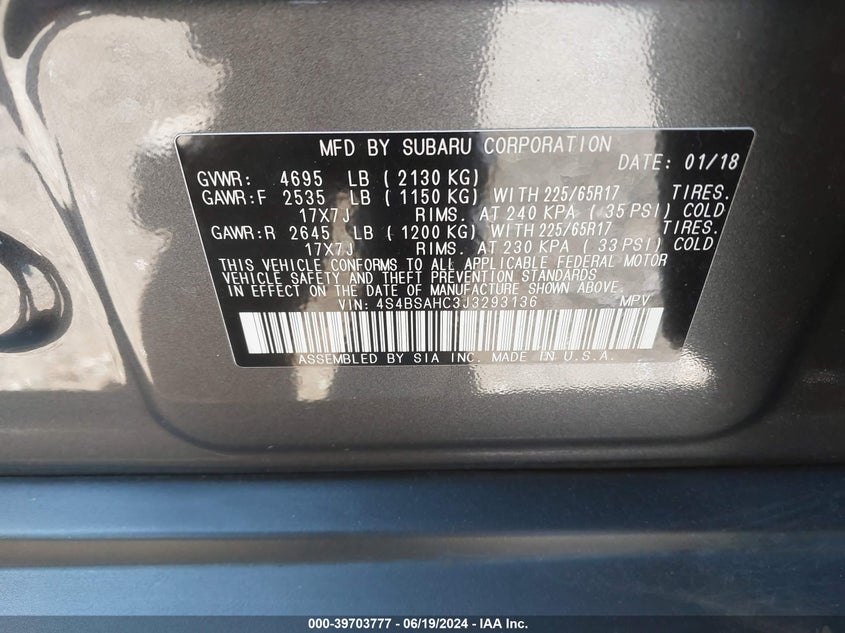 MFD BY SUBARU CORPORATION
DATE: 01/18
GVWR: 4695 LB (2130 KG)
GAWR:F 2535 LB (1150 KG) WITH 225/65R17 TIRES.
17X7J RIMS. AT 240 KPA (35 PSI) COLD
GAWR:R 2645 LB (1200 KG) WITH 225/65R17 TIRES.
17X7J RIMS. AT 230 KPA (33 PSI) COLD
THIS VEHICLE CONFORMS TO ALL APPLICABLE FEDERAL MOTOR
VEHICLE SAFETY AND THEFT PREVENTION STANDARDS
IN EFFECT ON THE DATE OF MANUFACTURE SHOWN ABOVE.
VIN: 4S4BSAHC3J3293136 MPV
ASSEMBLED BY SIA INC. MADE IN U.S.A.
000-39703777 - 06/19/2024 - IAA Inc.